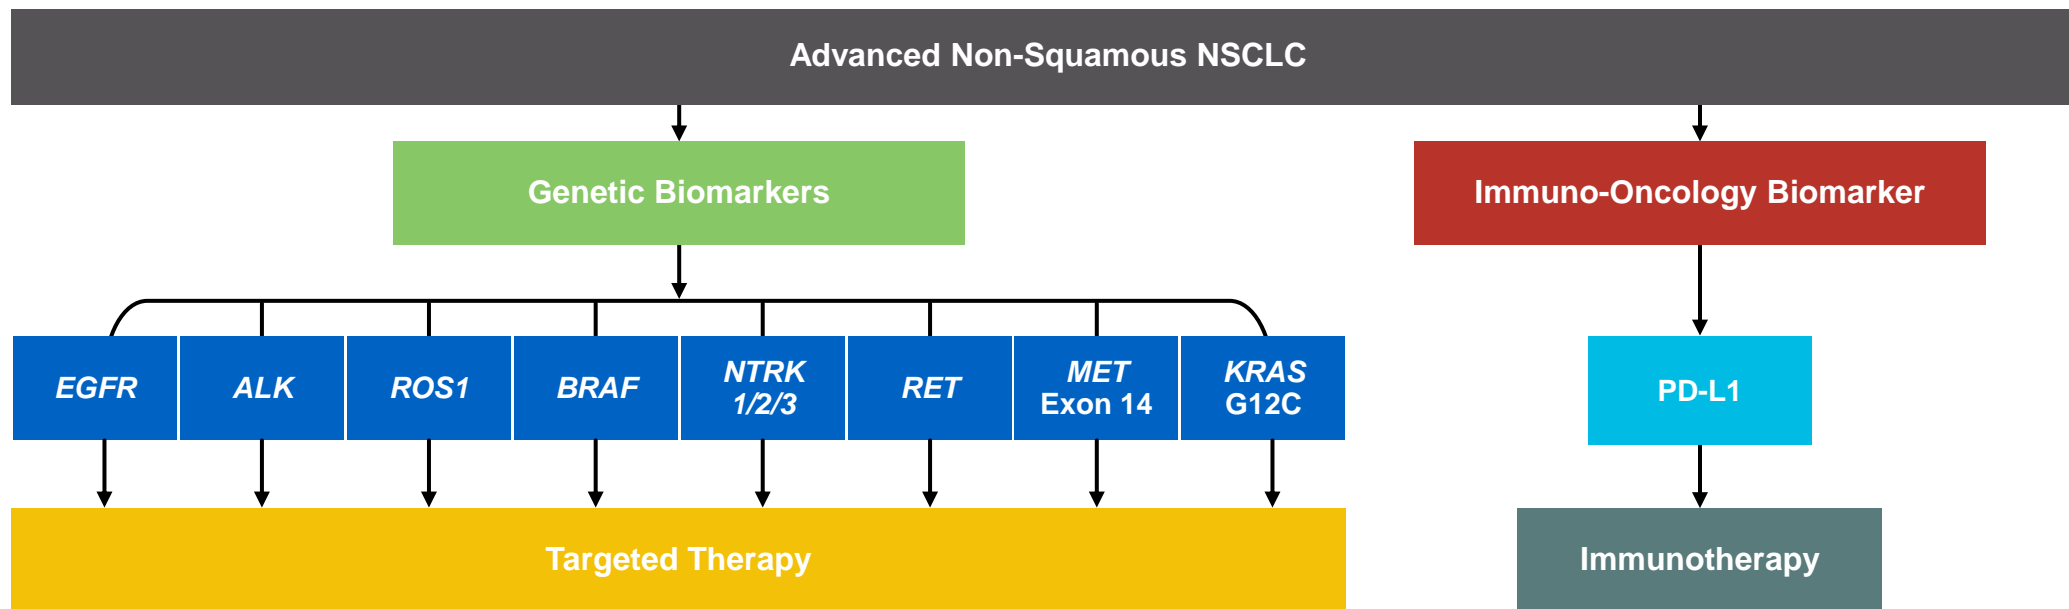 Advanced Non-Squamous NSCLC
Genetic Biomarkers
Immuno-Oncology Biomarker
EGFR
ALK
ROS1
BRAF
NTRK
1/2/3
RET
MET
Exon 14
KRAS
G12C
PD-L1
Targeted Therapy
Immunotherapy